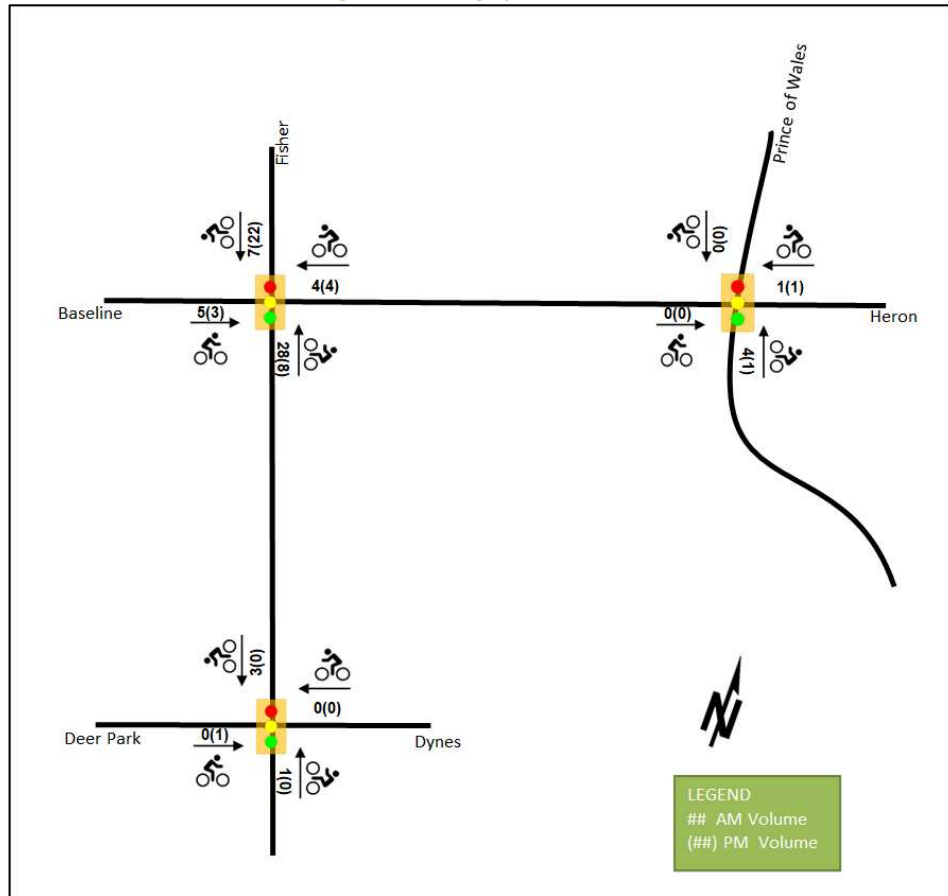 Fisher
Prince of Wales
7(22)
4(4)
0(0)
1(1)
Baseline
5(3)
28(8)
0(0)
4(1)
Heron
3(0)
0(0)
Deer Park
0(1)
1(0)
Dynes
N
LEGEND
## AM Volume
(##) PM Volume